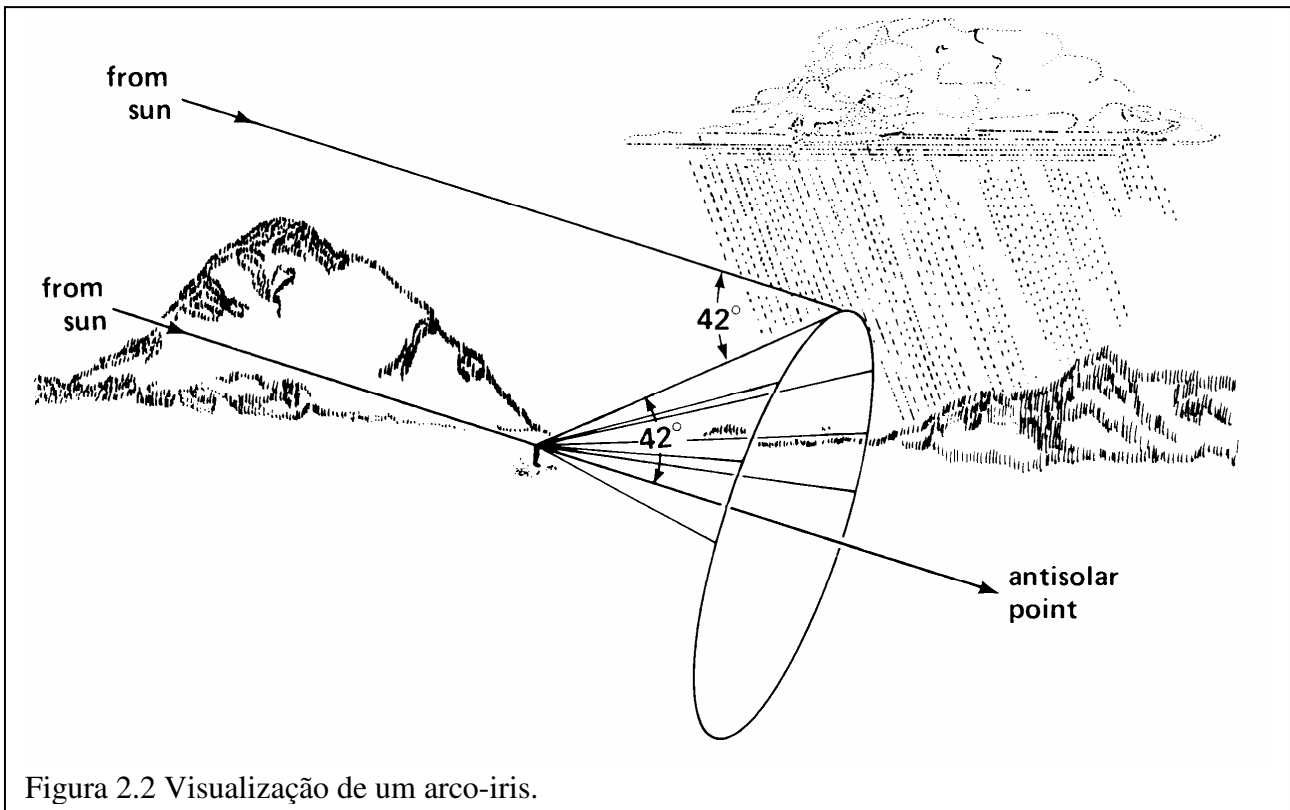 from
sun
from
sun
42°
42°
antisolar
point
Figura 2.2 Visualização de um arco-iris.